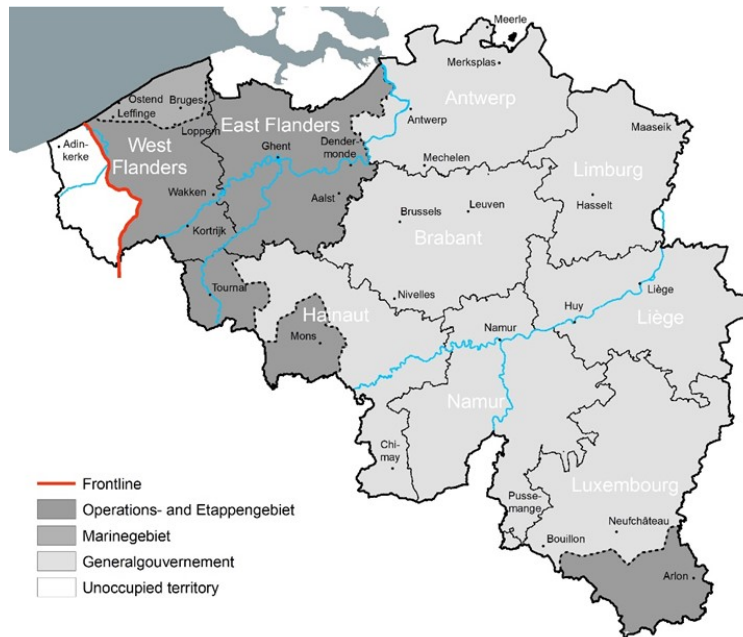 Meerle
Merksplas
Antwerp
Ostend
Bruges
Leffinge
East Flanders
Antwerp
Maaseik
Loppem
Adin-
kerke
West
Flanders
Ghent
Dender-
monde
Mechelen
Limburg
Wakken
Aalst
Hasselt
Brussels
Leuven
Kortrijk
Brabant
Tournai
Nivelles
Liège
Huy
Hainaut
Liège
Mons
Namur
Namur
Chi-
may
Frontline
Operations- and Etappengebiet
Marinegebiet
Generalgouvernement
Unoccupied territory
Pusse-
mange
Luxembourg
Neufchâteau
Bouillon
Arlon